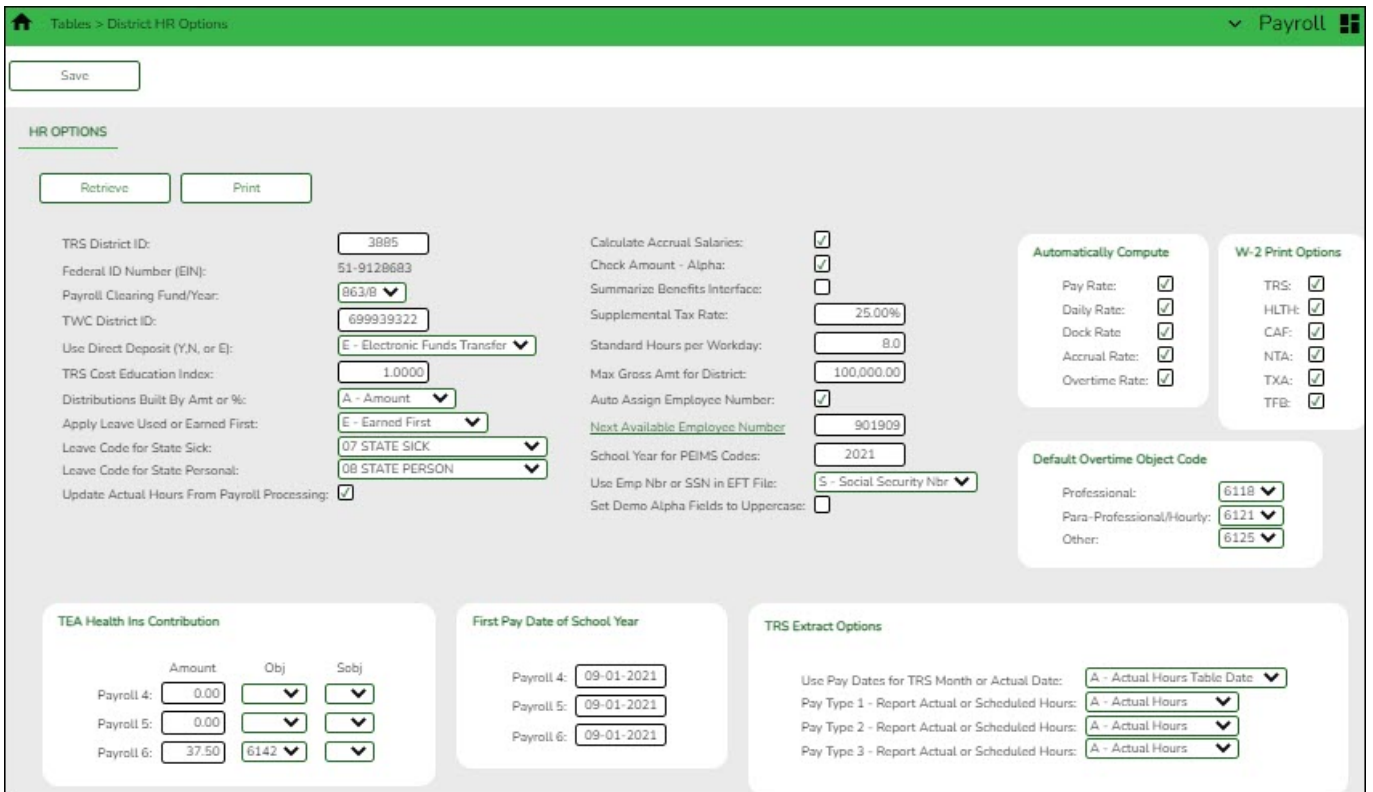 Tables > District HR Options
Payroll
Save
HR OPTIONS
Retrieve
Print
TRS District ID: 3885
Federal ID Number (EIN): 51-9128683
Payroll Clearing Fund/Year: 863/8
TWC District ID: 699939322
Use Direct Deposit (Y,N, or E): E - Electronic Funds Transfer
TRS Cost Education Index: 1.0000
Distributions Built By Amt or %: A - Amount
Apply Leave Used or Earned First: E - Earned First
Leave Code for State Sick: 07 STATE SICK
Leave Code for State Personal: 08 STATE PERSON
Update Actual Hours From Payroll Processing:
Calculate Accrual Salaries:
Check Amount - Alpha:
Summarize Benefits Interface:
Supplemental Tax Rate: 25.00%
Standard Hours per Workday: 8.0
Max Gross Amt for District: 100,000.00
Auto Assign Employee Number:
Next Available Employee Number 901909
School Year for PEIMS Codes: 2021
Use Emp Nbr or SSN in EFT File: S - Social Security Nbr
Set Demo Alpha Fields to Uppercase:
Automatically Compute
Pay Rate:
Daily Rate:
Dock Rate
Accrual Rate:
Overtime Rate:
W-2 Print Options
TRS:
HLTH:
CAF:
NTA:
TXA:
TFB:
Default Overtime Object Code
Professional: 6118
Para-Professional/Hourly: 6121
Other: 6125
TEA Health Ins Contribution
Amount Obj Sobj
Payroll 4: 0.00
Payroll 5: 0.00
Payroll 6: 37.50 6142
First Pay Date of School Year
Payroll 4: 09-01-2021
Payroll 5: 09-01-2021
Payroll 6: 09-01-2021
TRS Extract Options
Use Pay Dates for TRS Month or Actual Date: A - Actual Hours Table Date
Pay Type 1 - Report Actual or Scheduled Hours: A - Actual Hours
Pay Type 2 - Report Actual or Scheduled Hours: A - Actual Hours
Pay Type 3 - Report Actual or Scheduled Hours: A - Actual Hours